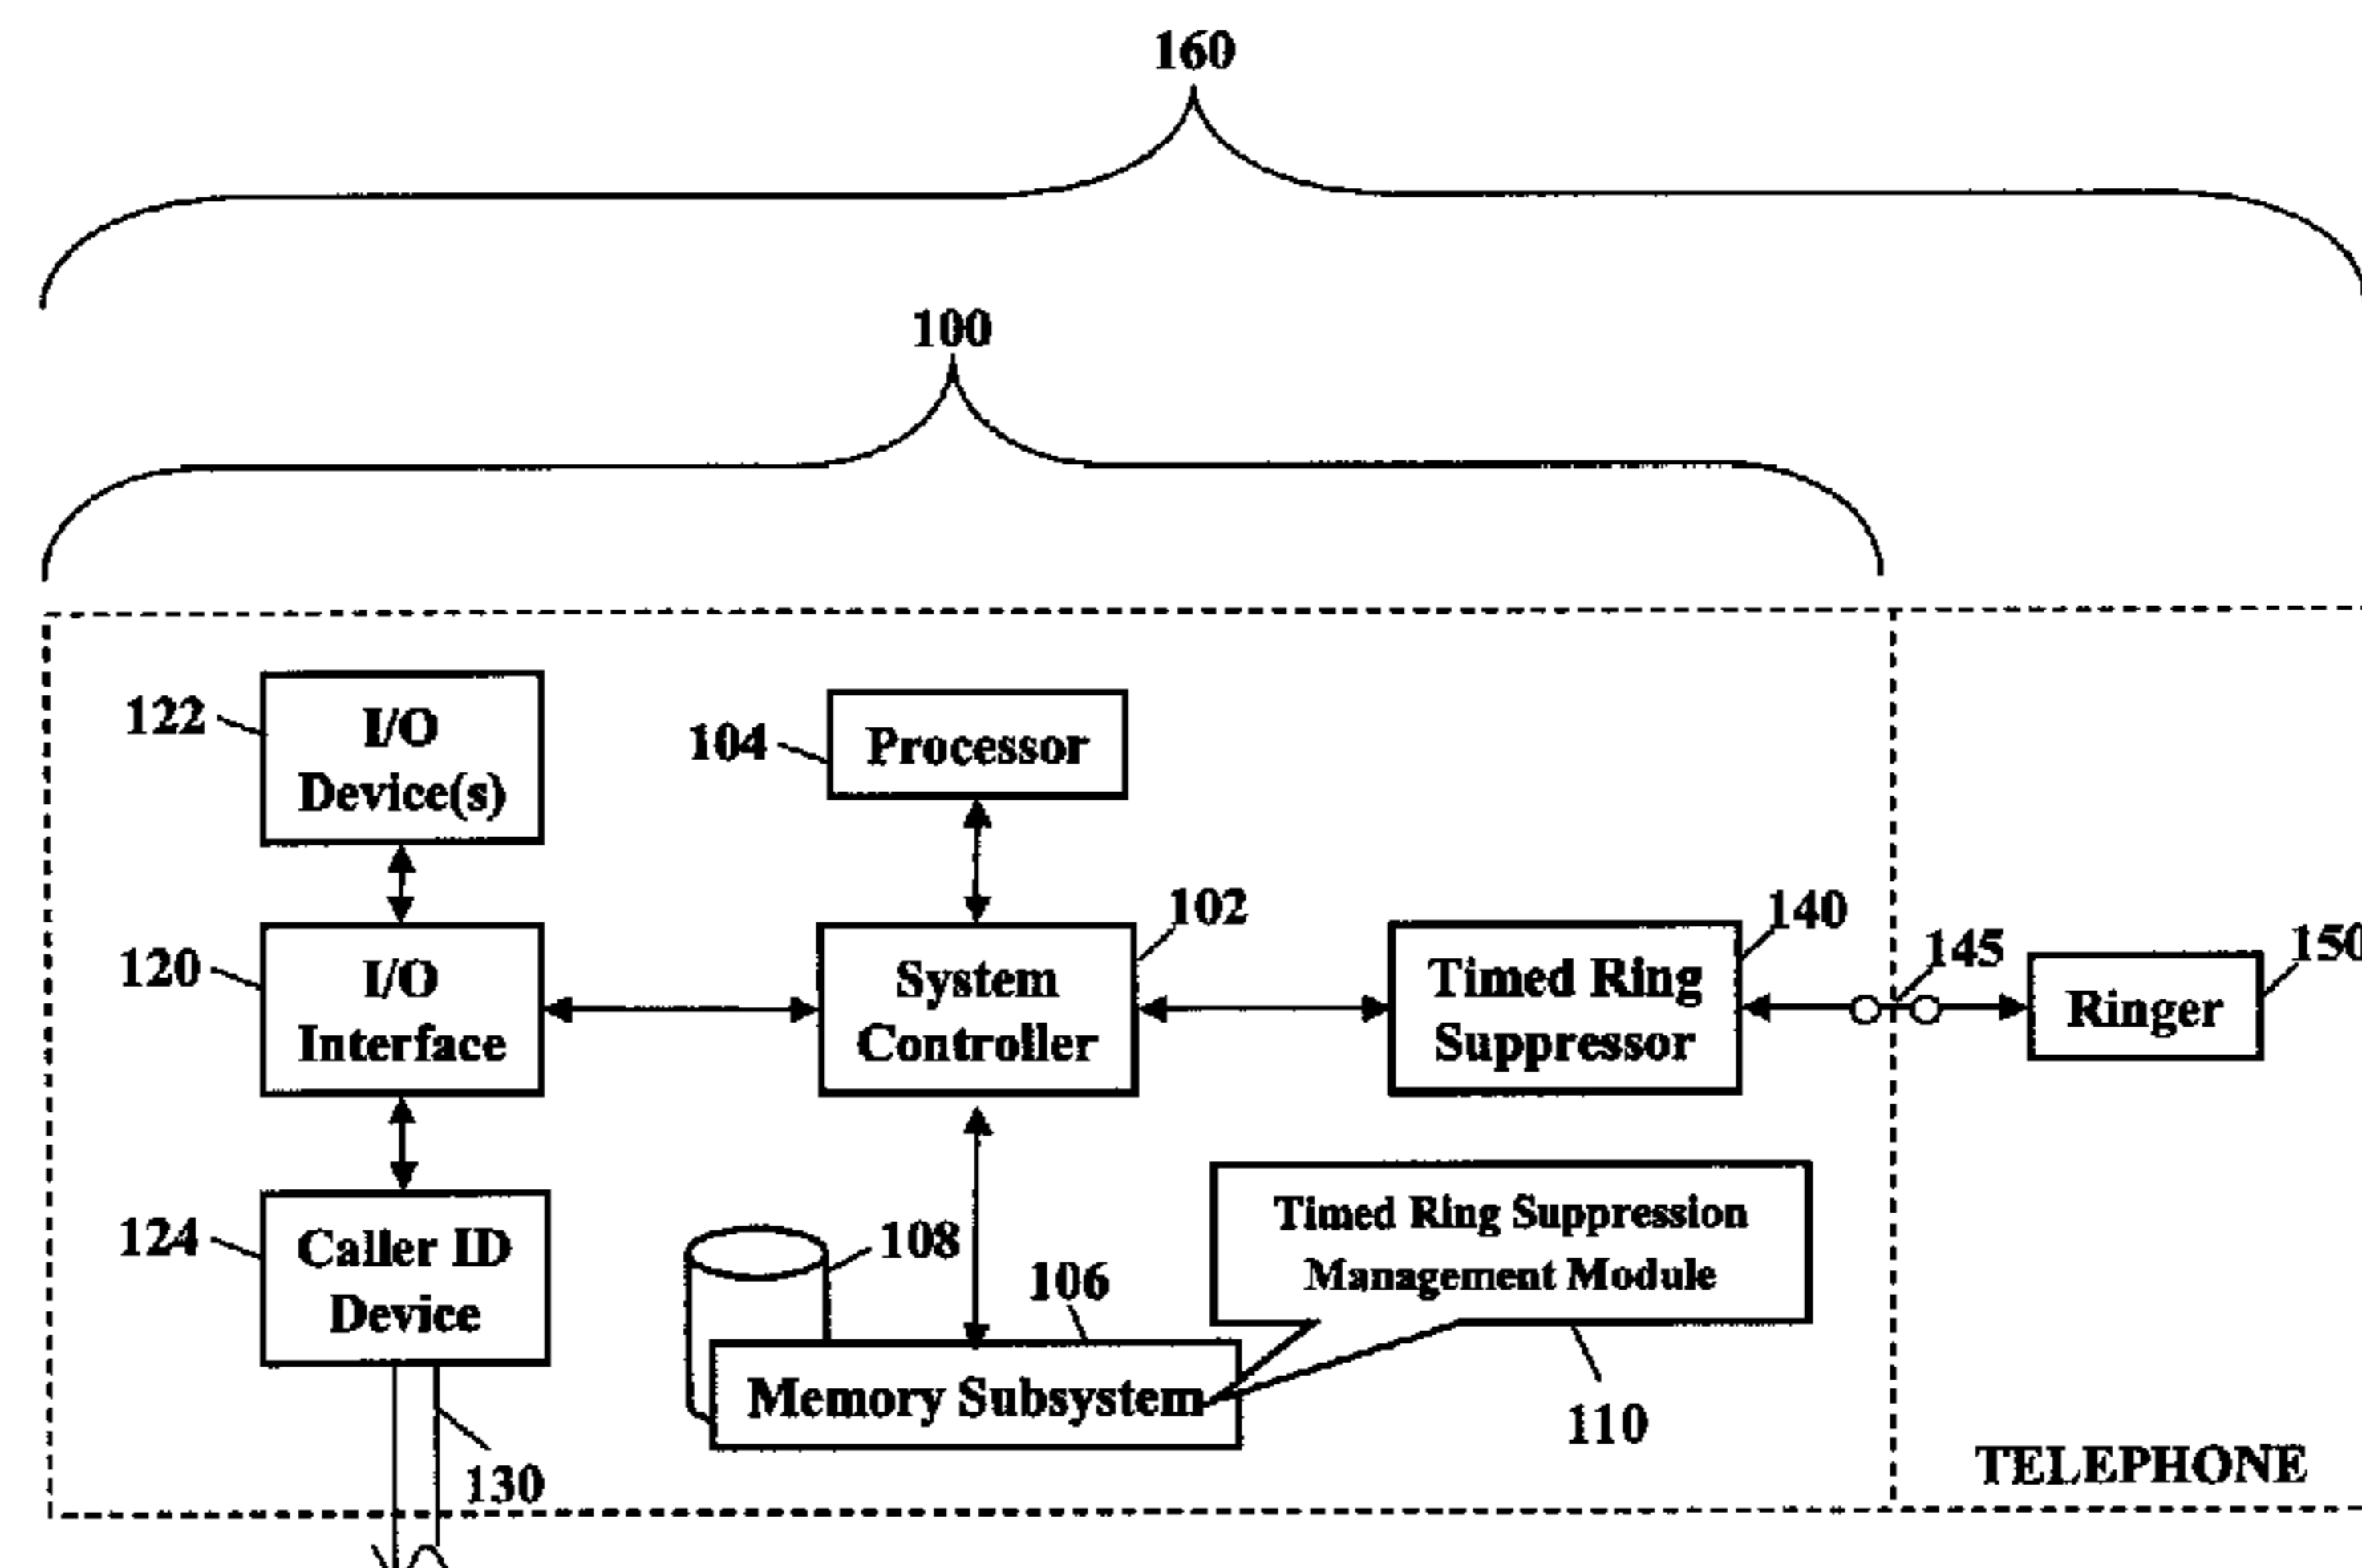 160
100
122
I/O
Device(s)
104
Processor
120
I/O
Interface
System
Controller
102
Timed Ring
Suppressor
140
145
Ringer
150
124
Caller ID
Device
108
106
Memory Subsystem
Timed Ring Suppression
Management Module
110
130
TELEPHONE